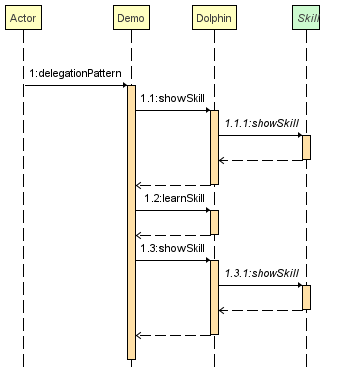 Actor
Demo
Dolphin
Skill
1:delegationPattern
1.1:showSkill
1.1.1:showSkill
1.2:learnSkill
1.3:showSkill
1.3.1:showSkill